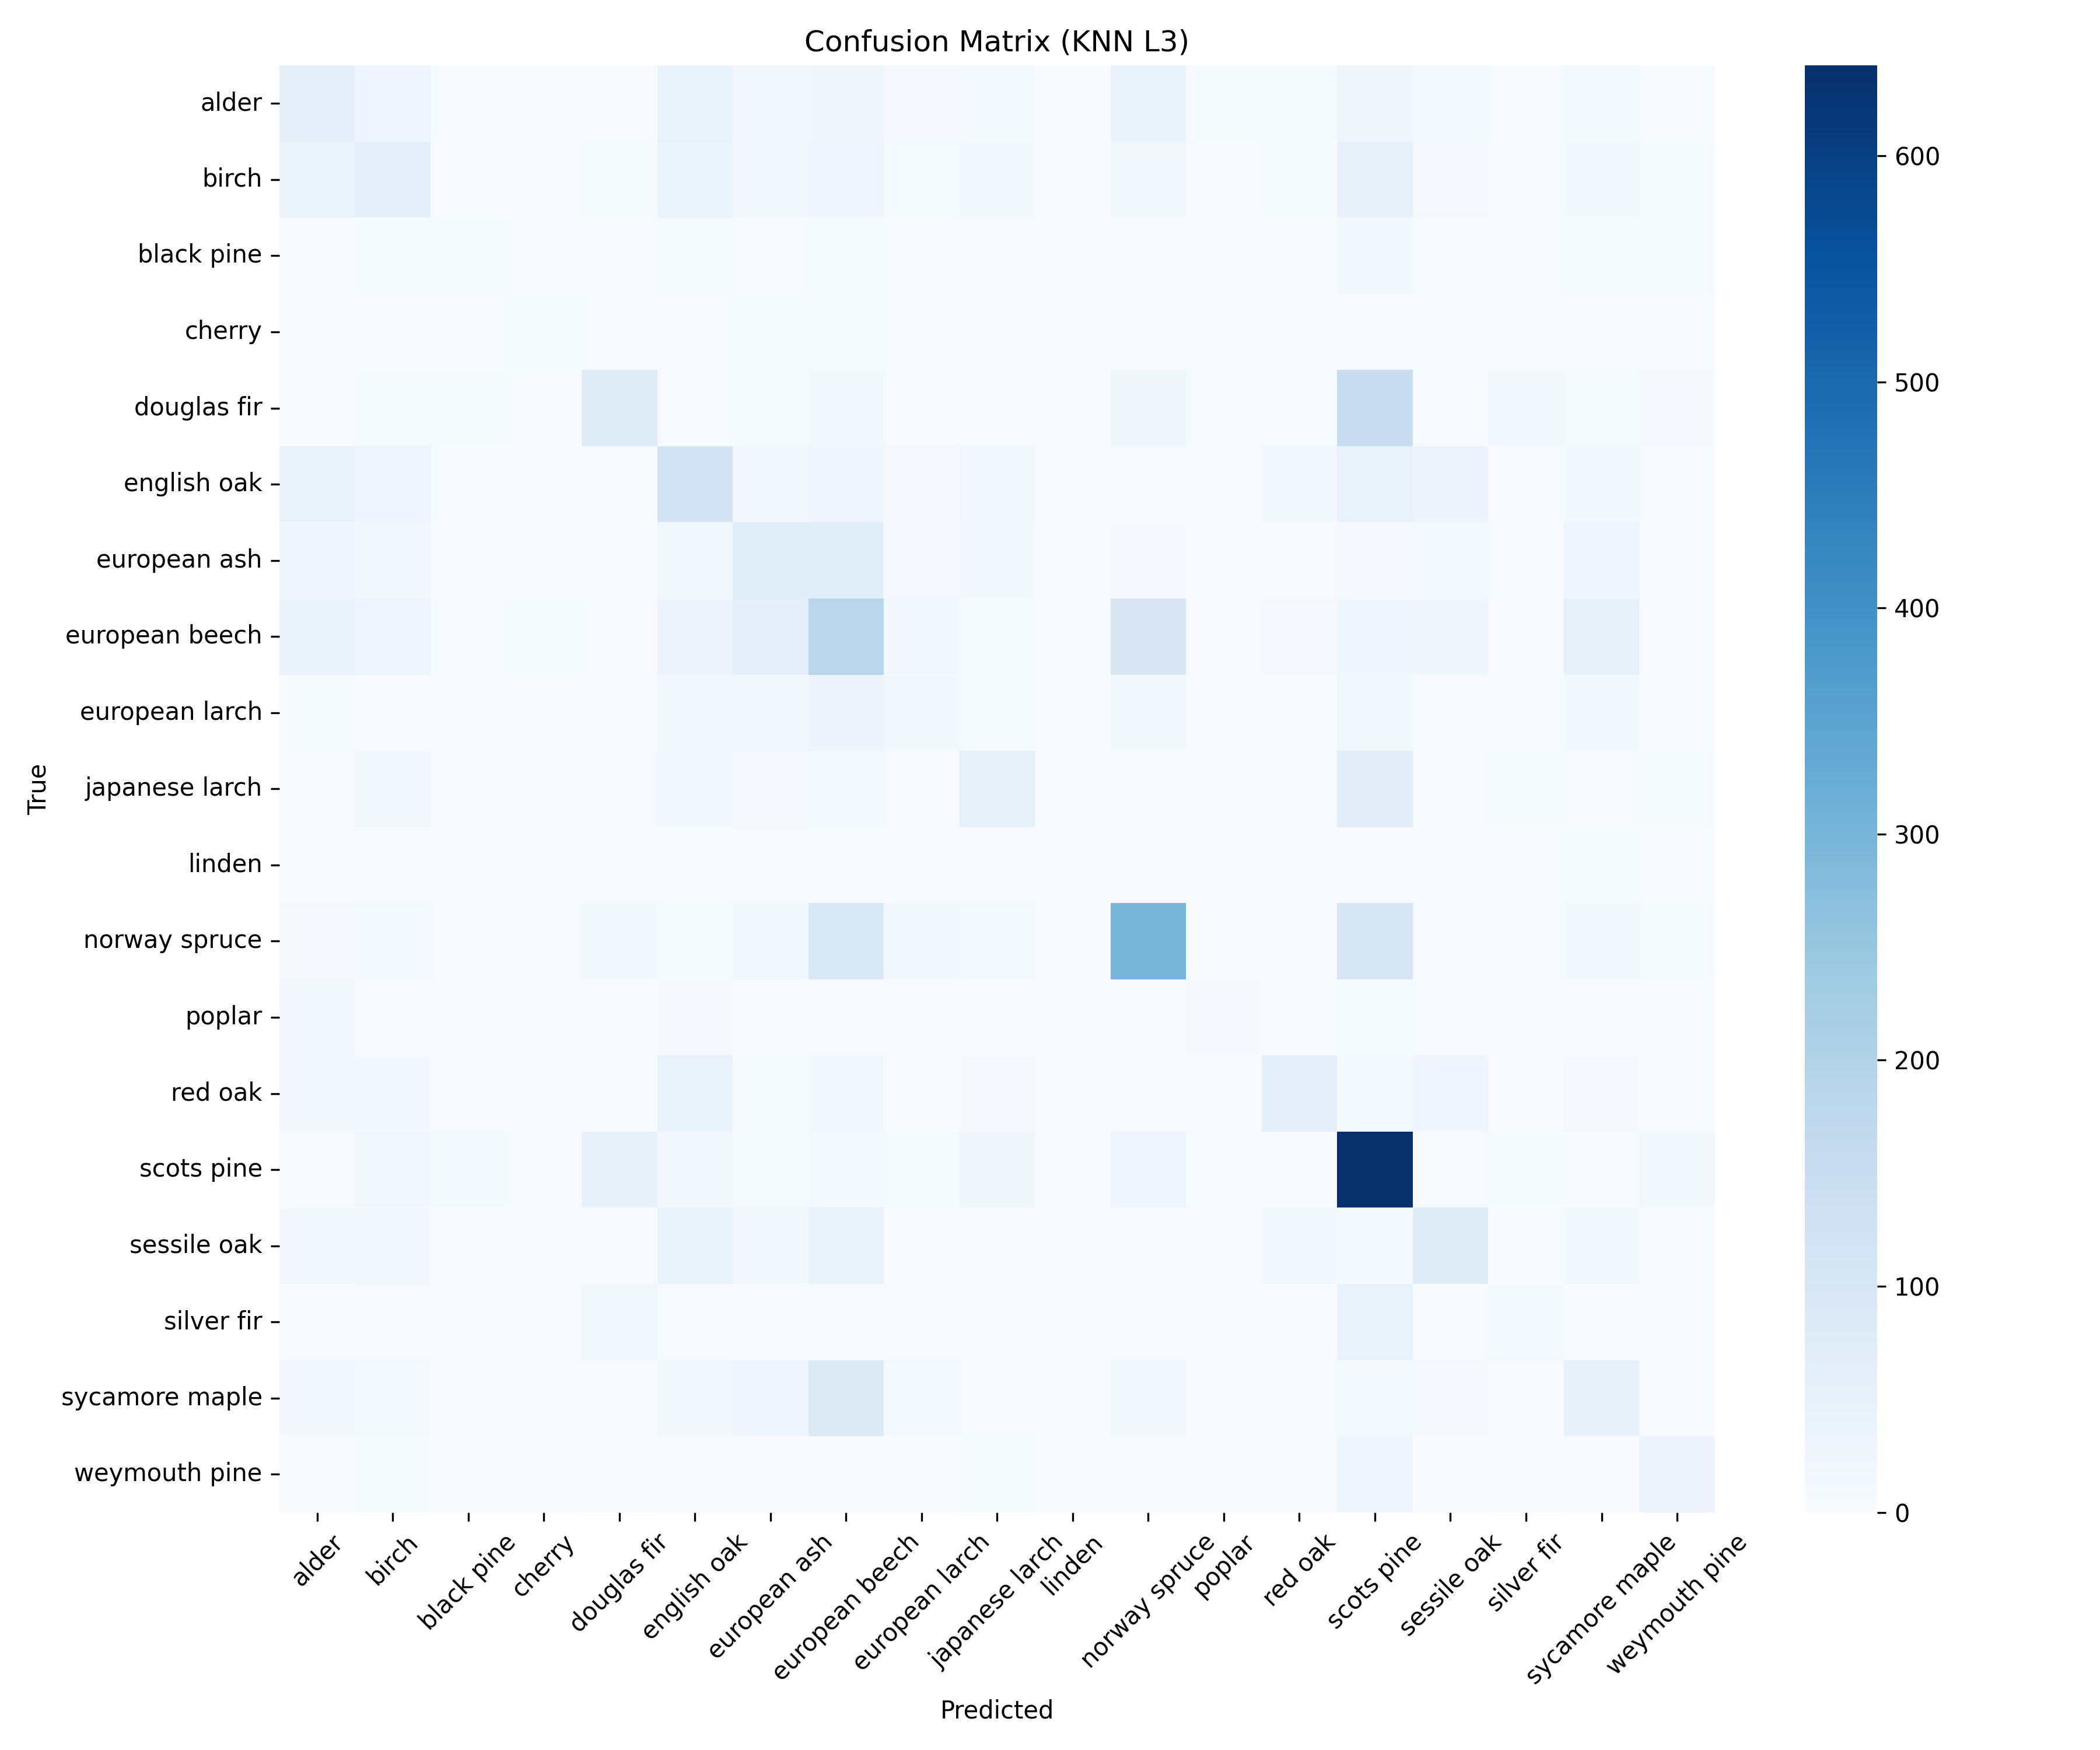 Confusion Matrix (KNN L3)
alder
birch
black pine
cherry
douglas fir
english oak
european ash
european beech
european larch
japanese larch
linden
norway spruce
poplar
red oak
scots pine
sessile oak
silver fir
sycamore maple
weymouth pine
True
alder
birch
black pine
cherry
douglas fir
english oak
european ash
european beech
european larch
japanese larch
linden
norway spruce
poplar
red oak
scots pine
sessile oak
silver fir
sycamore maple
weymouth pine
Predicted
600
500
400
300
200
100
0